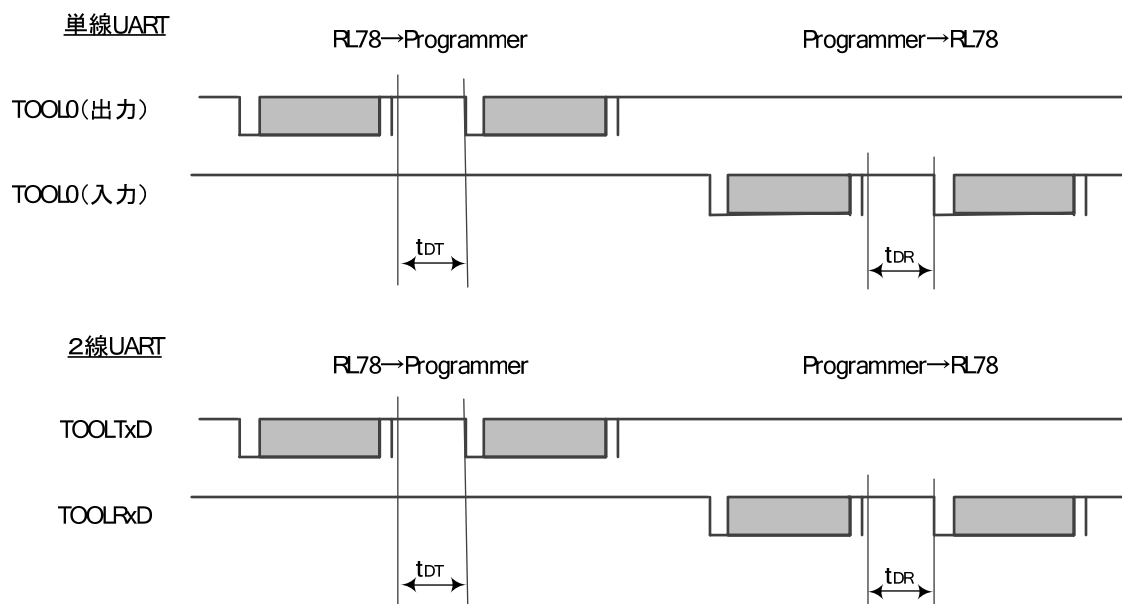 単線UART
RL78→Programmer
Programmer→RL78
TOOL0(出力)
TOOL0(入力)
tDT
tDR
2線UART
RL78→Programmer
Programmer→RL78
TOOLTxD
TOOLRxD
tDT
tDR